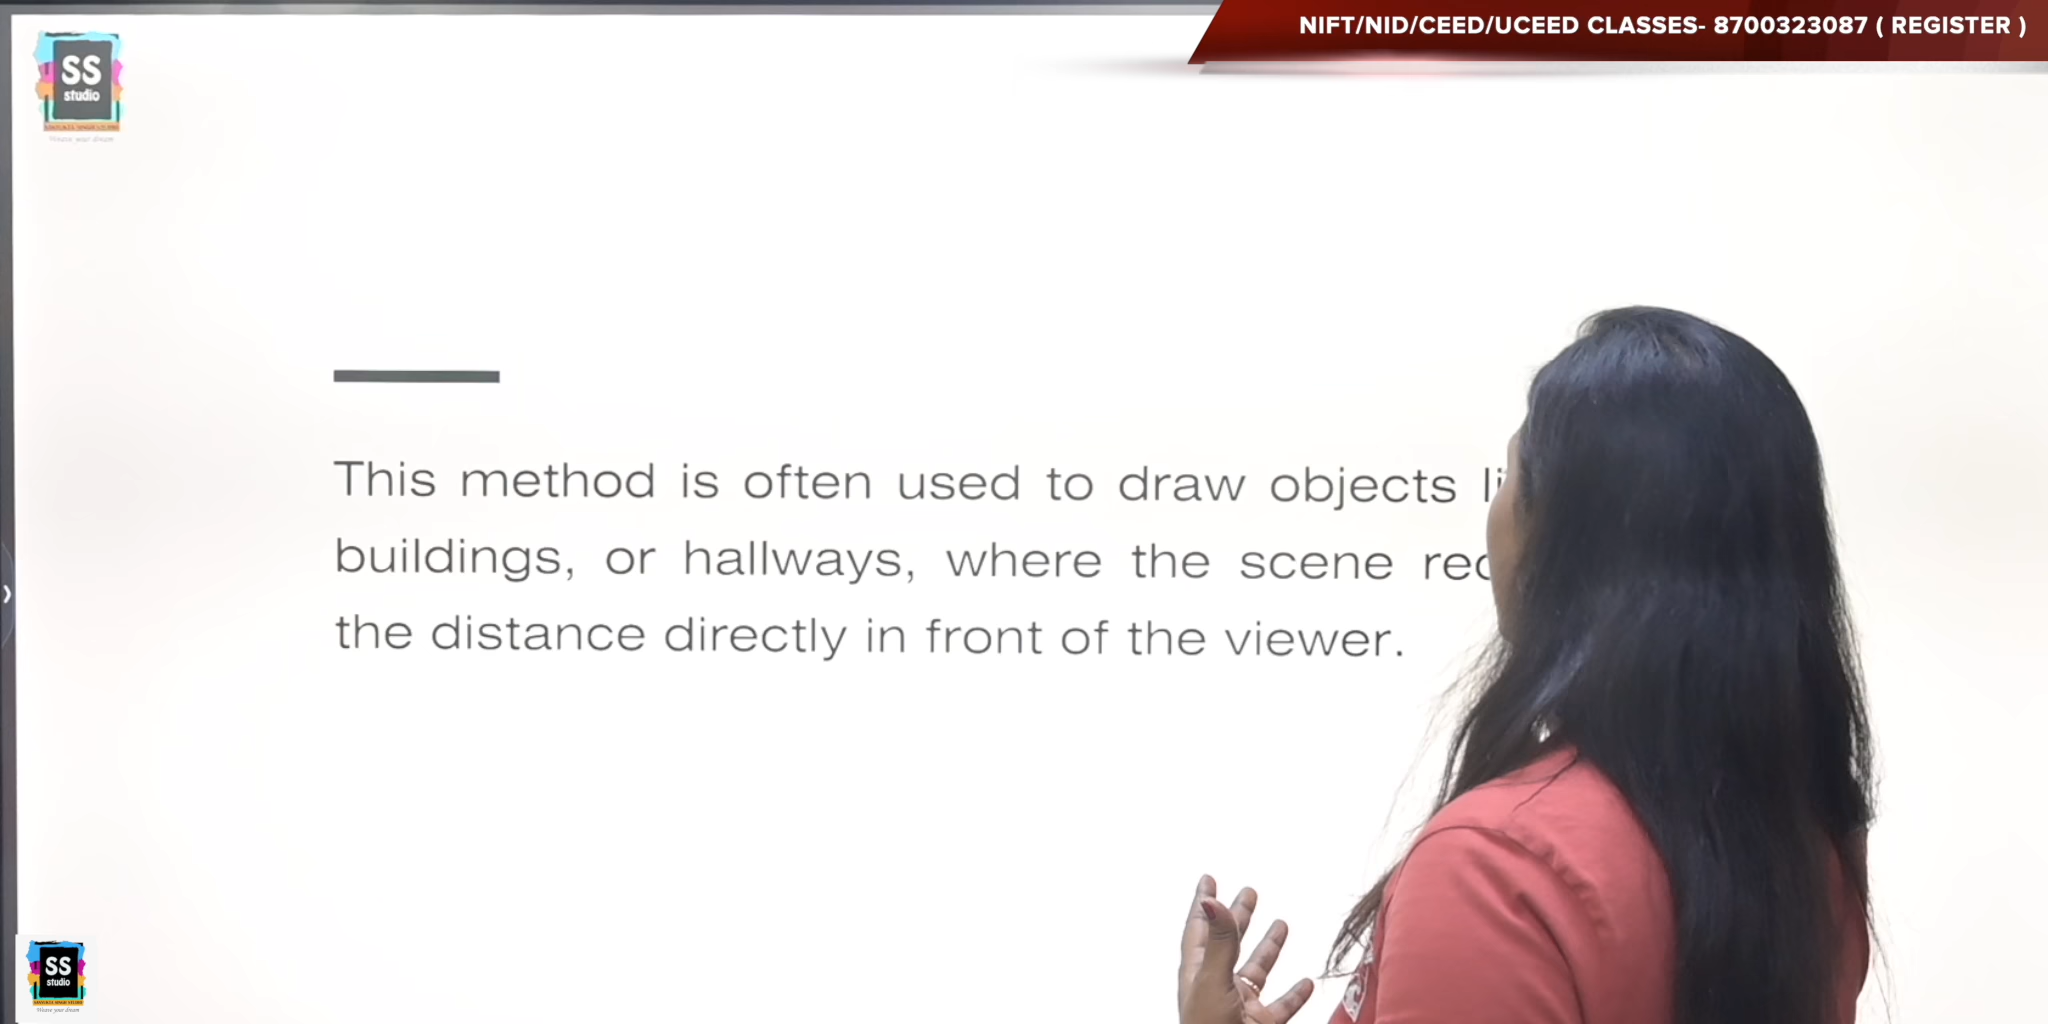 NIFT/NID/CEED/UCEED CLASSES- 8700323087 ( REGISTER )
SS
studio
This method is often used to draw objects
buildings, or hallways, where the scene
the distance directly in front of the viewer.
SS
studio